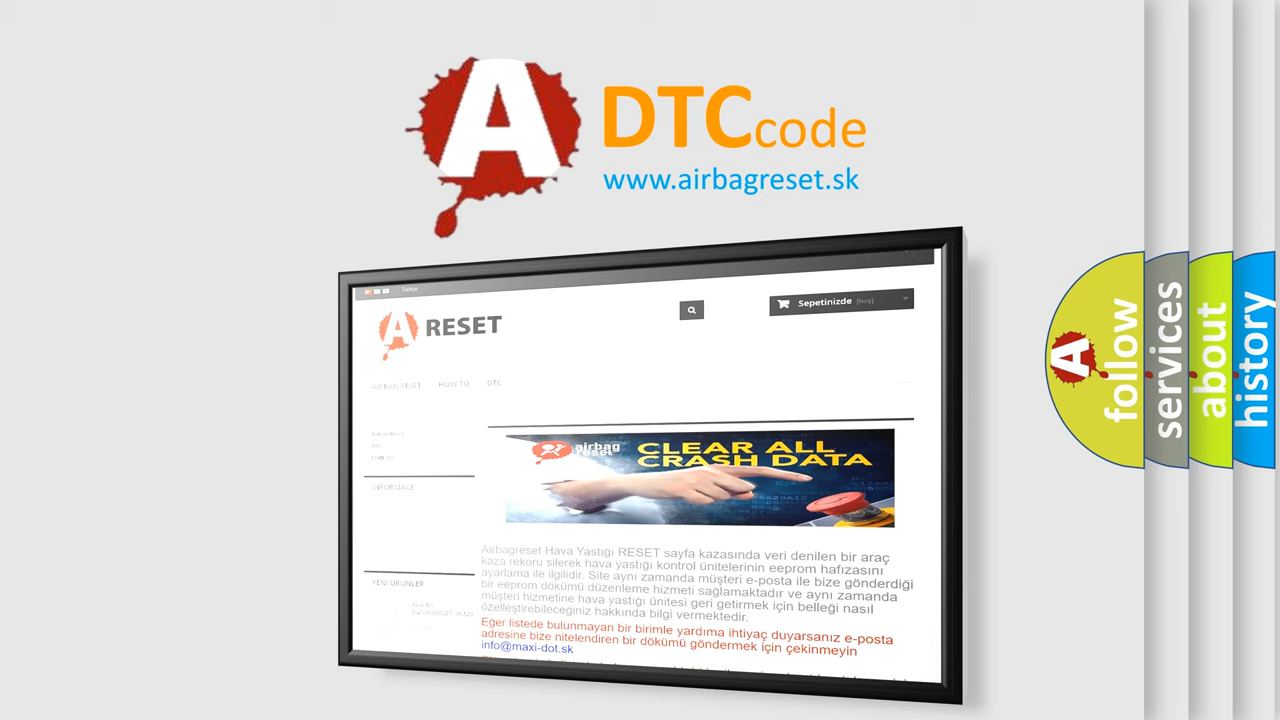 A
DTCcode
www.airbagreset.sk
Türkçe
A RESET
Sepetinizde [boş]
AIRBAG RESET HOW TO DTC
INFORMACE
airbag
reset
CLEAR ALL
CRASH DATA
Airbagreset Hava Yastığı RESET sayfa kazasında veri denilen bir araç
kaza rekoru silerek hava yastığı kontrol ünitelerinin eeprom hafızasını
ayarlama ile ilgilidir. Site aynı zamanda müşteri e-posta ile bize gönderdiği
bir eeprom dökümü düzenleme hizmeti sağlamaktadır ve aynı zamanda
müşteri hizmetine hava yastığı ünitesi geri getirmek için belleği nasıl
özelleştirebileceğiniz hakkında bilgi vermektedir.
Eğer listede bulunmayan bir birimle yardıma ihtiyaç duyarsanız e-posta
adresine bize nitelendiren bir dökümü göndermek için çekinmeyin
info@maxi-dot.sk
YENI ÜRÜNLER
A
follow
services
about
history